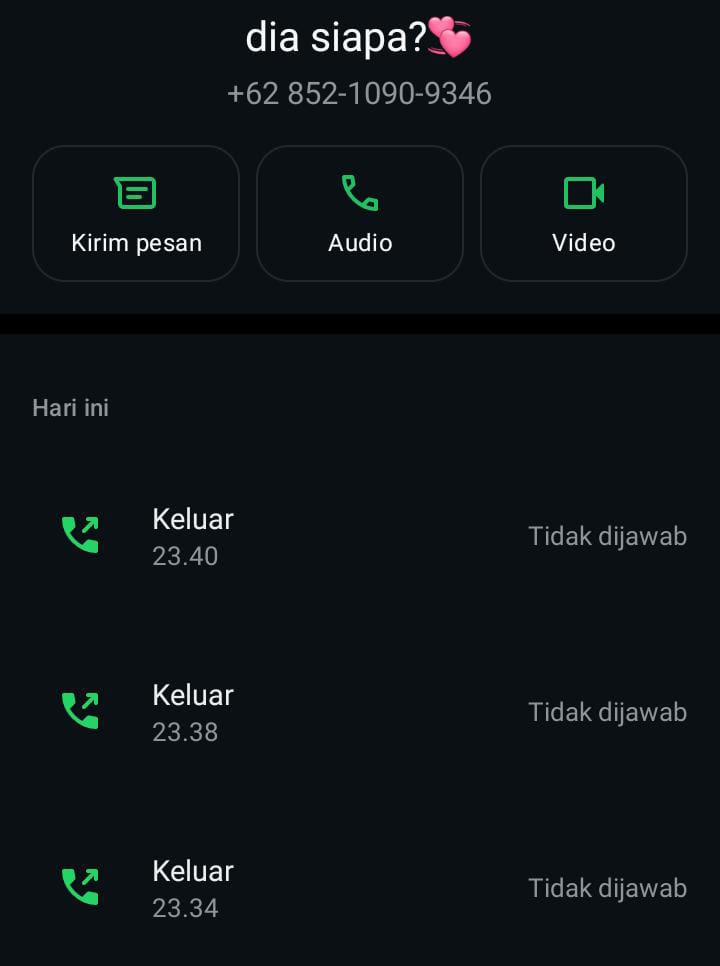 dia siapa?💞
+62 852-1090-9346
Kirim pesan
Audio
Video
Hari ini
Keluar
23.40
Tidak dijawab
Keluar
23.38
Tidak dijawab
Keluar
23.34
Tidak dijawab